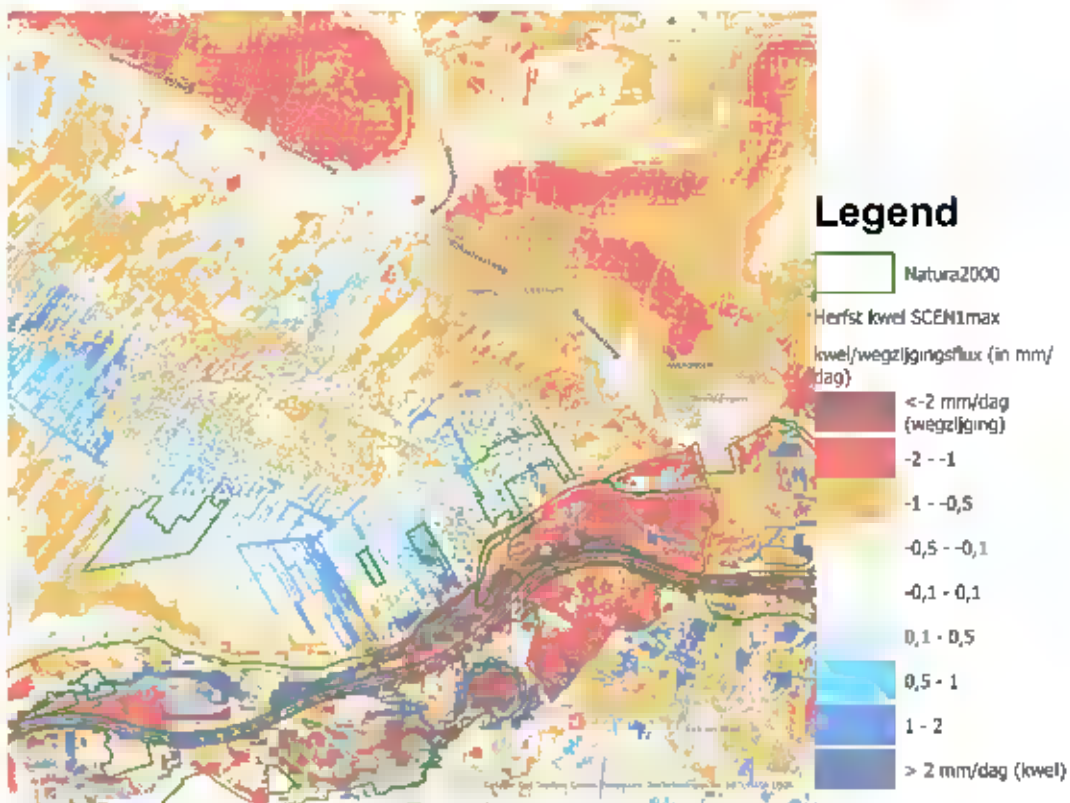 Legend
Natura2000
Herfst kwel SCEN1max
kwel/wegzijgingsflux (in mm/
dag)
<-2 mm/dag
(wegzijging)
-2 - -1
-1 - -0,5
-0,5 - -0,1
-0,1 - 0,1
0,1 - 0,5
0,5 - 1
1 - 2
> 2 mm/dag (kwel)